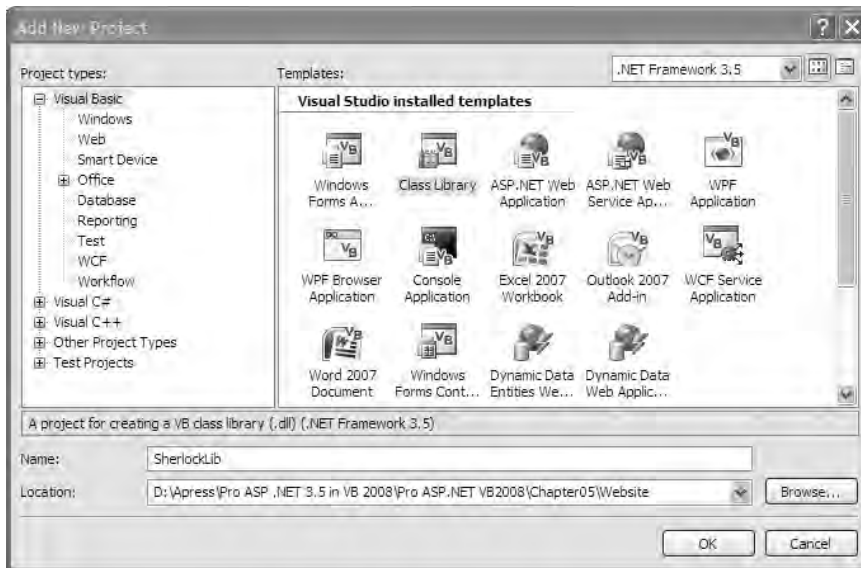 Add New Project
Project types:
Templates:
.NET Framework 3.5
Visual Basic
Windows
Web
Smart Device
Office
Database
Reporting
Test
WCF
Workflow
Visual C#
Visual C++
Other Project Types
Test Projects
Visual Studio installed templates
Windows Forms A...
Class Library
ASP.NET Web Application
ASP.NET Web Service Ap...
WPF Application
WPF Browser Application
Console Application
Excel 2007 Workbook
Outlook 2007 Add-in
WCF Service Application
Word 2007 Document
Windows Forms Cont...
Dynamic Data Entities We...
Dynamic Data Web Applic...
A project for creating a VB class library (.dll) (.NET Framework 3.5)
Name:
SherlockLib
Location:
D:\Apress\Pro ASP .NET 3.5 in VB 2008\Pro ASP.NET VB2008\Chapter05\Website
Browse...
OK
Cancel